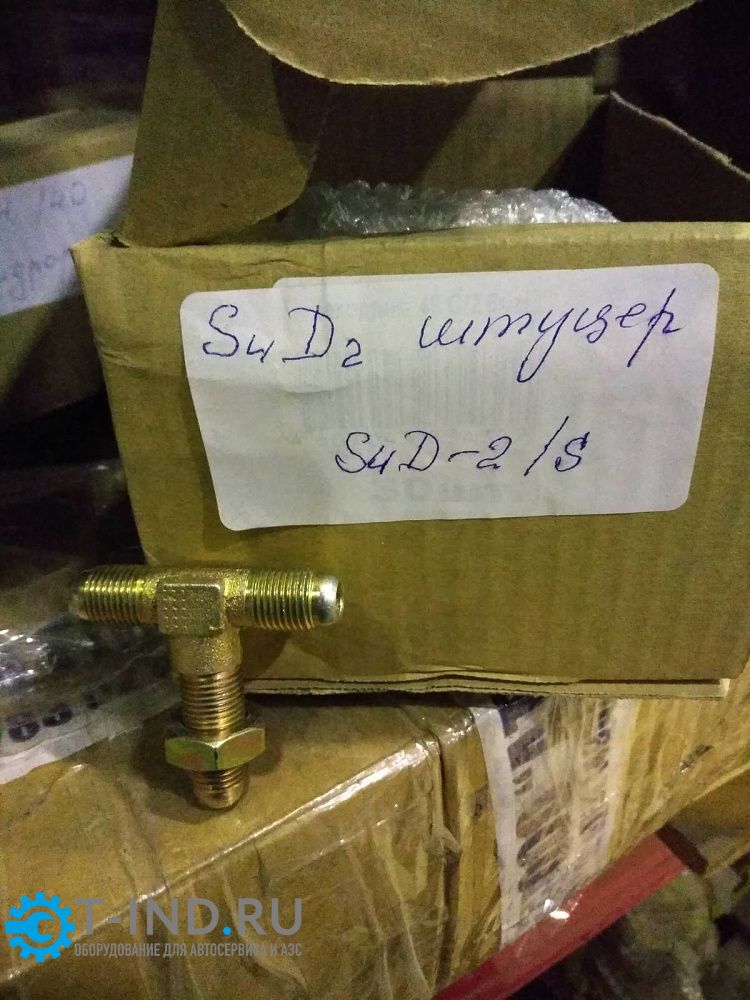 S4D2 штуцер
S4D-2/S
T-IND.RU
ОБОРУДОВАНИЕ ДЛЯ АВТОСЕРВИСА И АЗС